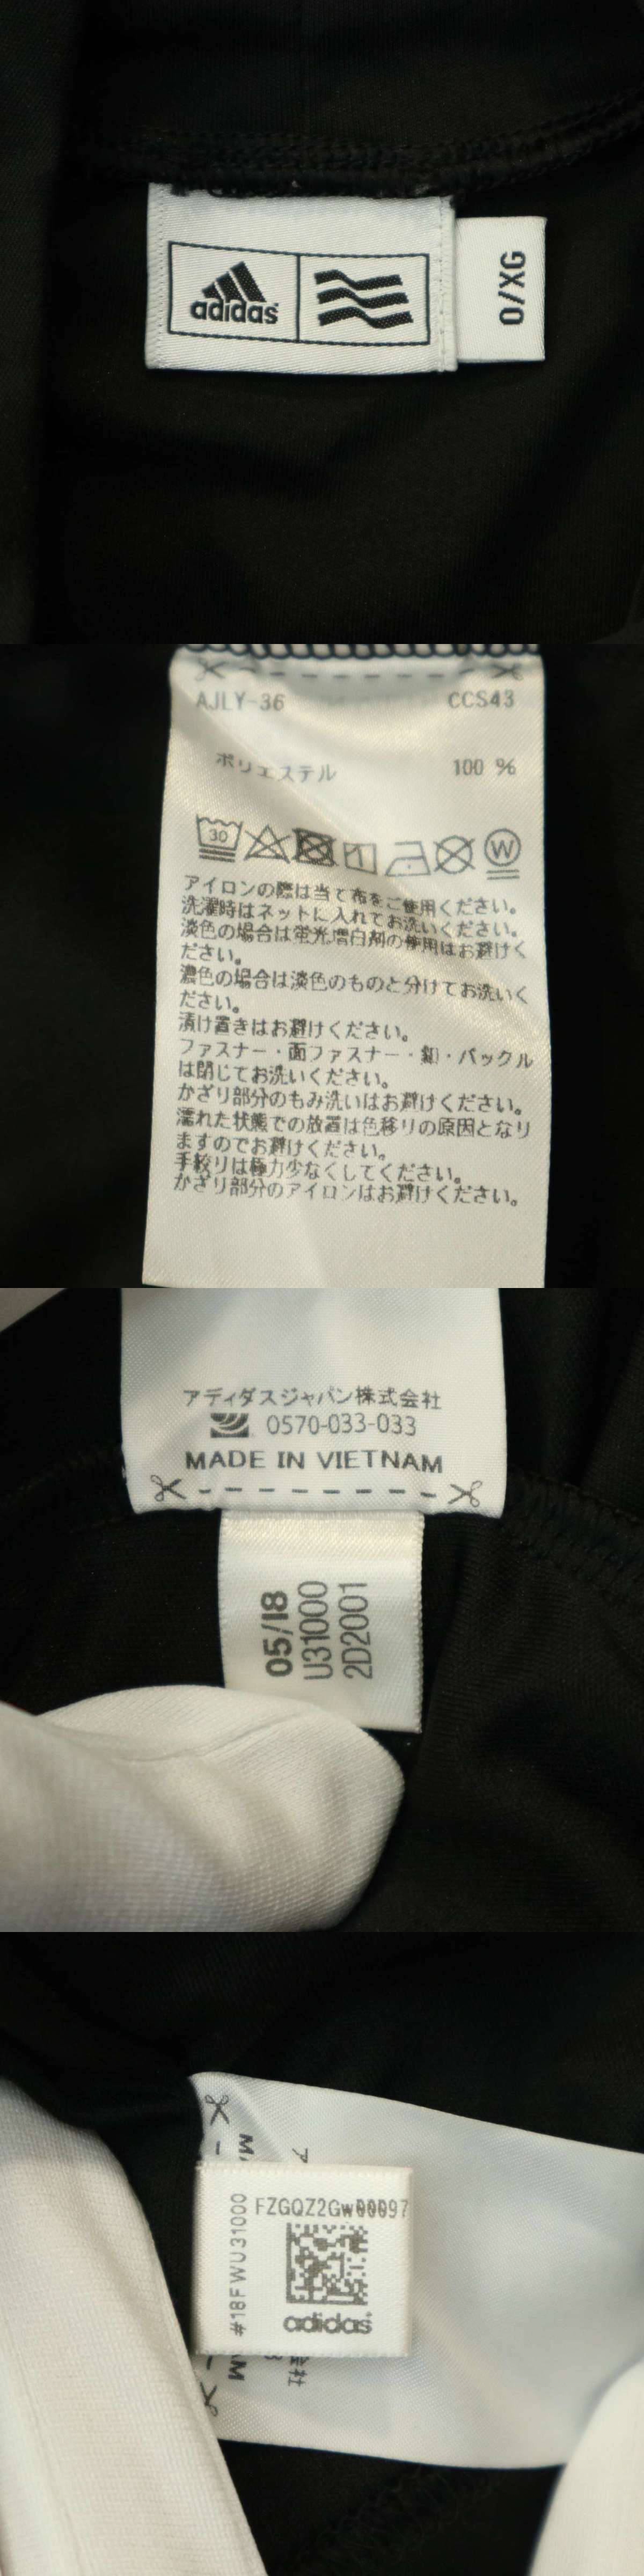 adidas
O/XG
AJLY-36 CCS43
ポリエステル 100 %
30
W
アイロンの際は当て布をご使用ください。
洗濯時はネットに入れてお洗いください。
淡色の場合は蛍光増白剤の使用はお避けく
ださい。
濃色の場合は淡色のものと分けてお洗いく
ださい。
漬け置きはお避けください。
ファスナー・面ファスナー・釦・バックル
は閉じてお洗いください。
かざり部分のもみ洗いはお避けください。
濡れた状態での放置は色移りの原因となり
ますのでお避けください。
手絞りは極力少なくしてください。
かざり部分のアイロンはお避けください。
アディダスジャパン株式会社
0570-033-033
MADE IN VIETNAM
05/18
U31000
2D2001
#18FWU31000
FZGQZ2Gw00097
adidas